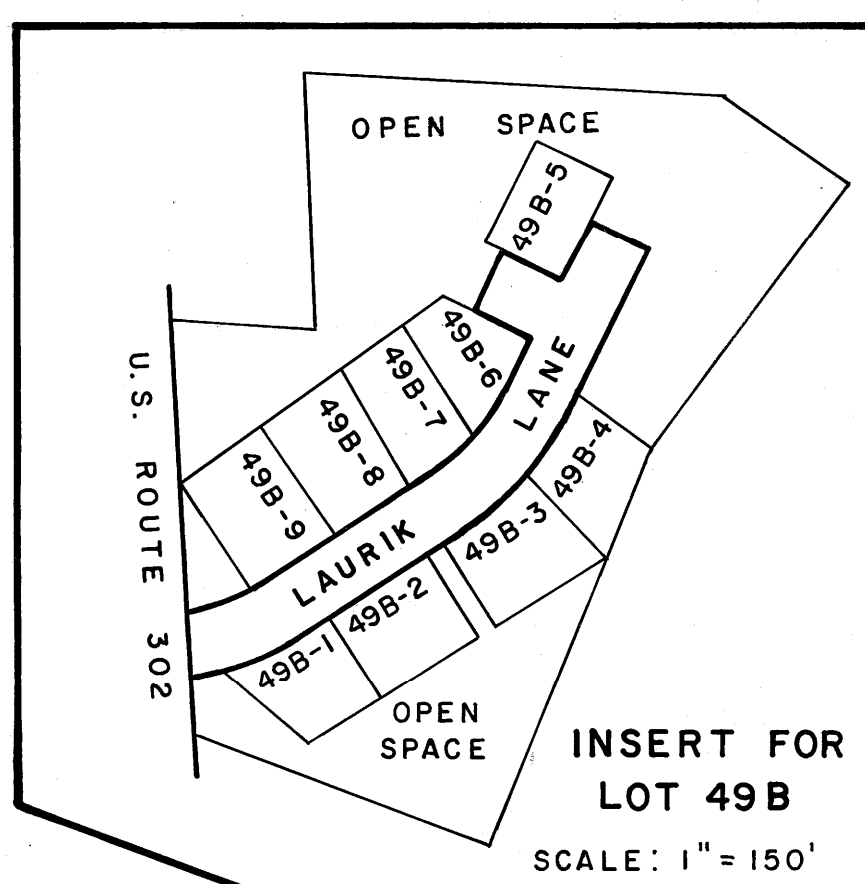 OPEN SPACE
49B-5
49B-6
49B-7
49B-8
49B-9
U.S. ROUTE 302
LAURIK LANE
49B-4
49B-3
49B-2
49B-1
OPEN
SPACE
INSERT FOR
LOT 49B
SCALE: 1" = 150'